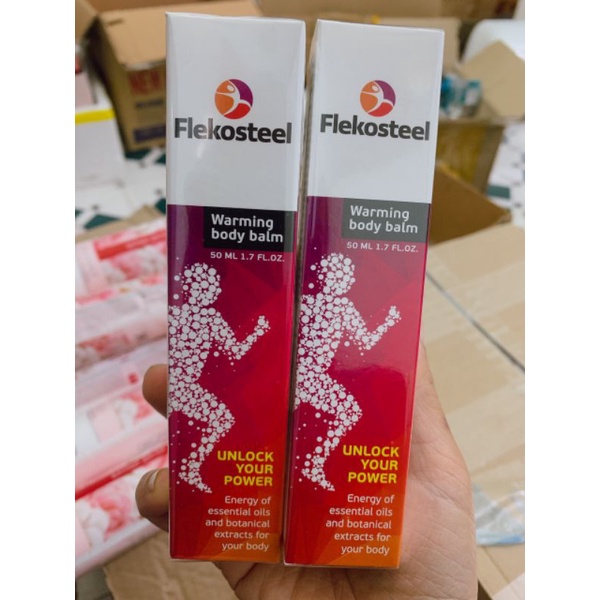 Flekosteel
Warming
body balm
50 ML 1.7 FL.OZ.
UNLOCK
YOUR
POWER
Energy of
essential oils
and botanical
extracts for
your body
Flekosteel
Warming
body balm
50 ML 1.7 FL.OZ.
UNLOCK
YOUR
POWER
Energy of
essential oils
and botanical
extracts for
your body